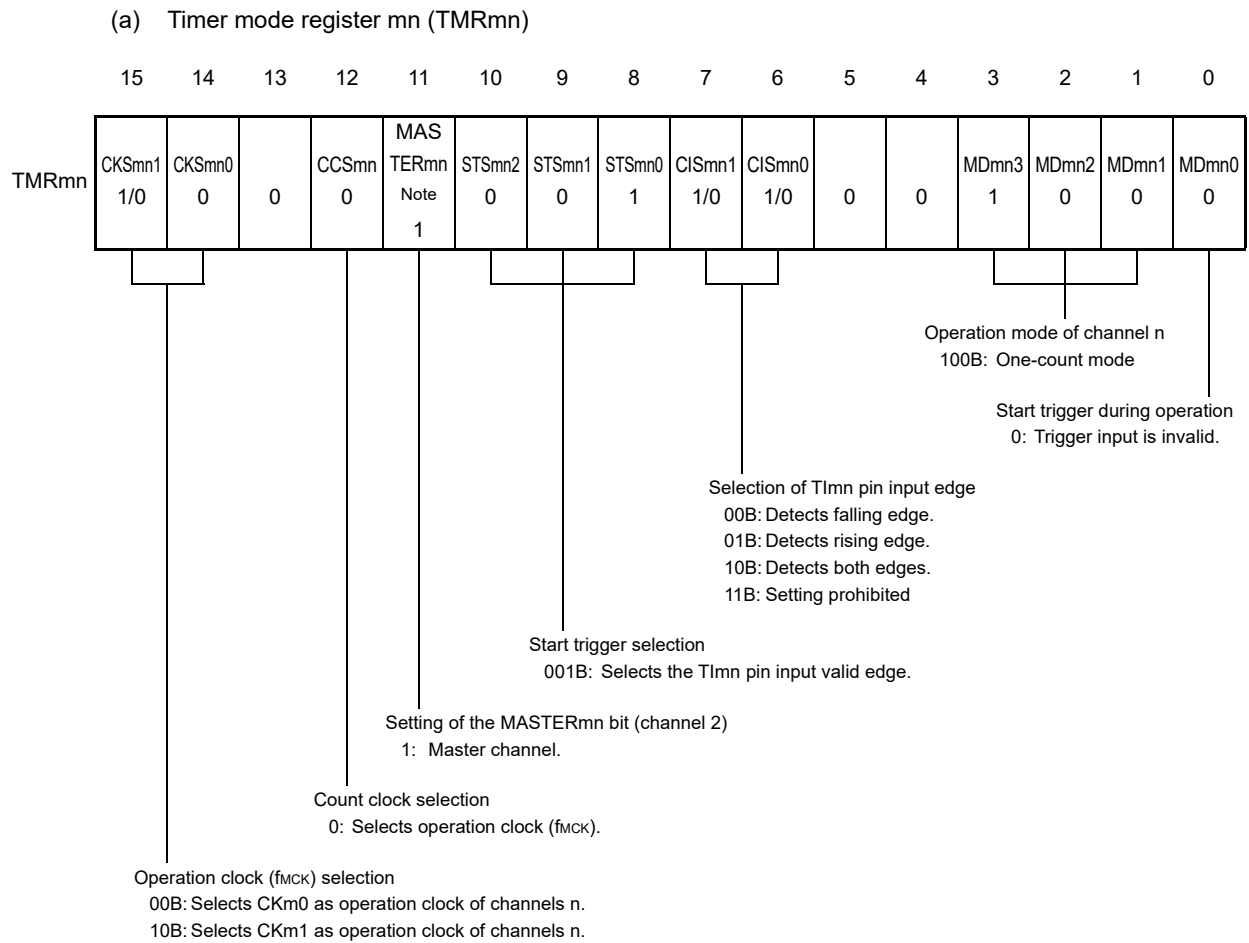 (a) Timer mode register mn (TMRmn)
15 14 13 12 11 10 9 8 7 6 5 4 3 2 1 0
TMRmn
CKSmn1 1/0
CKSmn0 0
0
CCSmn 0
MAS
TERmn
Note
1
STSmn2 0
STSmn1 0
STSmn0 1
CISmn1 1/0
CISmn0 1/0
0
0
MDmn3 1
MDmn2 0
MDmn1 0
MDmn0 0
Operation mode of channel n
100B: One-count mode
Start trigger during operation
0: Trigger input is invalid.
Selection of TImn pin input edge
00B: Detects falling edge.
01B: Detects rising edge.
10B: Detects both edges.
11B: Setting prohibited
Start trigger selection
001B: Selects the TImn pin input valid edge.
Setting of the MASTERmn bit (channel 2)
1: Master channel.
Count clock selection
0: Selects operation clock (fMCK).
Operation clock (fMCK) selection
00B: Selects CKm0 as operation clock of channels n.
10B: Selects CKm1 as operation clock of channels n.